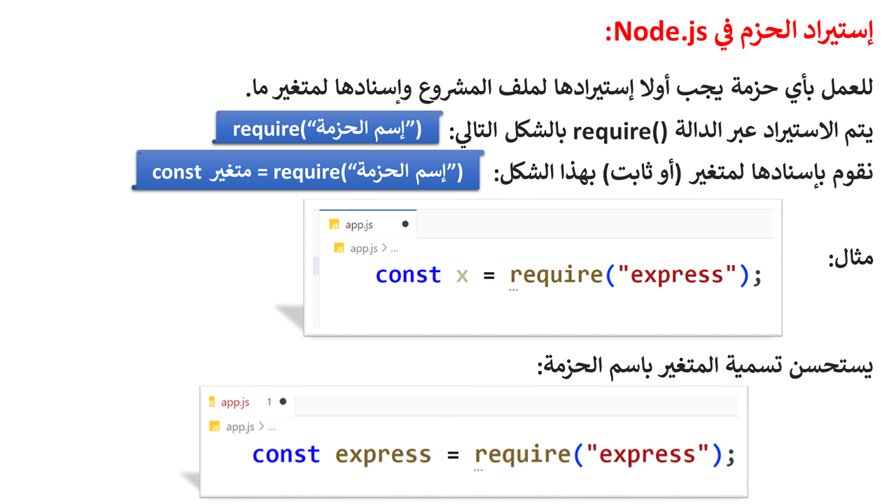 إستيراد الحزم في Node.js:
للعمل بأي حزمة يجب أولا إستيرادها لملف المشروع وإسنادها لمتغير ما.
يتم الاستيراد عبر الدالة require() بالشكل التالي: require(“إسم الحزمة”)
نقوم بإسنادها لمتغير (أو ثابت) بهذا الشكل: const متغير = require(“إسم الحزمة”)
مثال:
app.js
app.js > ...
const x = require("express");
يستحسن تسمية المتغير باسم الحزمة:
app.js 1
app.js > ...
const express = require("express");